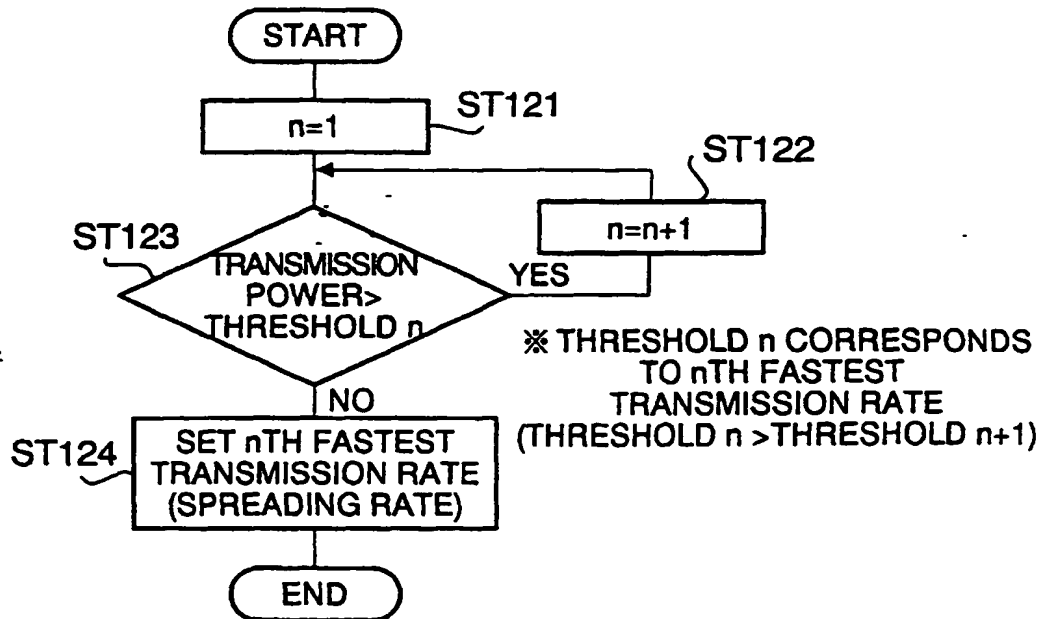 START
n=1
ST121
ST122
n=n+1
ST123
TRANSMISSION
POWER>
THRESHOLD n
YES
※ THRESHOLD n CORRESPONDS
TO nTH FASTEST
TRANSMISSION RATE
(THRESHOLD n >THRESHOLD n+1)
NO
ST124
SET nTH FASTEST
TRANSMISSION RATE
(SPREADING RATE)
END